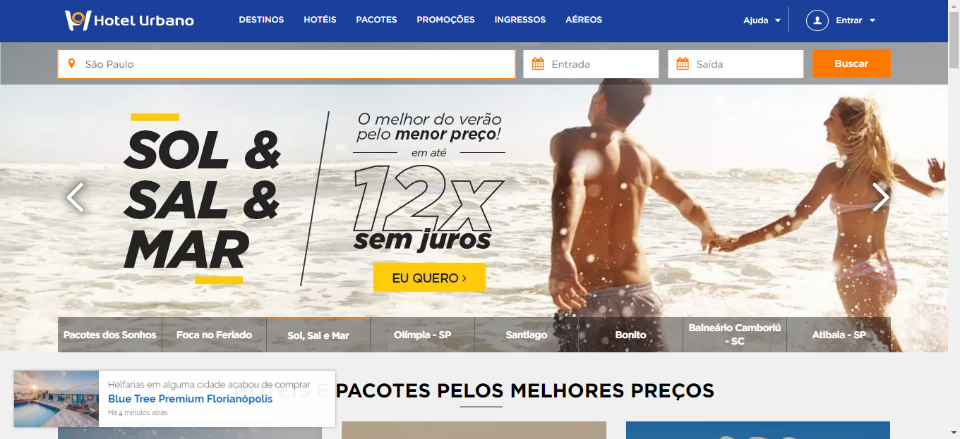 Hotel Urbano
DESTINOS HOTÉIS PACOTES PROMOÇÕES INGRESSOS AÉREOS
Ajuda
Entrar
São Paulo
Entrada
Saída
Buscar
SOL &
SAL &
MAR
O melhor do verão
pelo menor preço!
em até
12x
sem juros
EU QUERO >
Pacotes dos Sonhos
Foca no Feriado
Sol, Sal e Mar
Olímpia - SP
Santiago
Bonito
Balneário Camboriú
- SC
Atibaia - SP
E PACOTES PELOS MELHORES PREÇOS
Helfarias em alguma cidade acabou de comprar
Blue Tree Premium Florianópolis
Há 4 minutos atrás